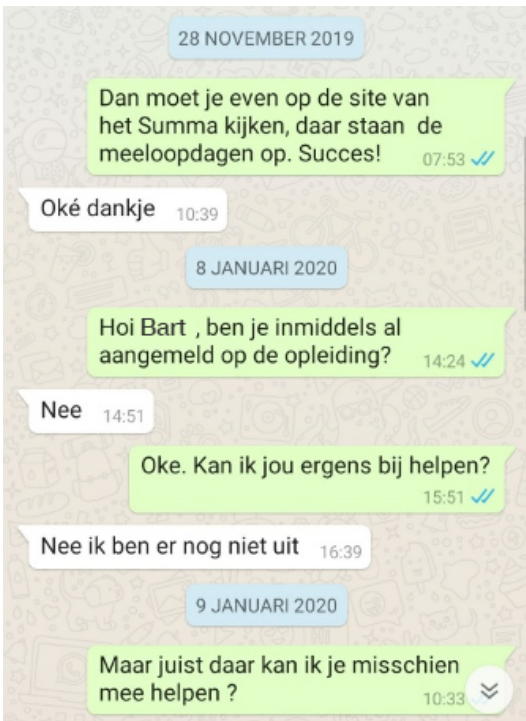 28 NOVEMBER 2019
Dan moet je even op de site van
het Summa kijken, daar staan de
meeloopdagen op. Succes!
07:53
Oké dankje 10:39
8 JANUARI 2020
Hoi Bart , ben je inmiddels al
aangemeld op de opleiding? 14:24
Nee 14:51
Oke. Kan ik jou ergens bij helpen?
15:51
Nee ik ben er nog niet uit 16:39
9 JANUARI 2020
Maar juist daar kan ik je misschien
mee helpen ? 10:33